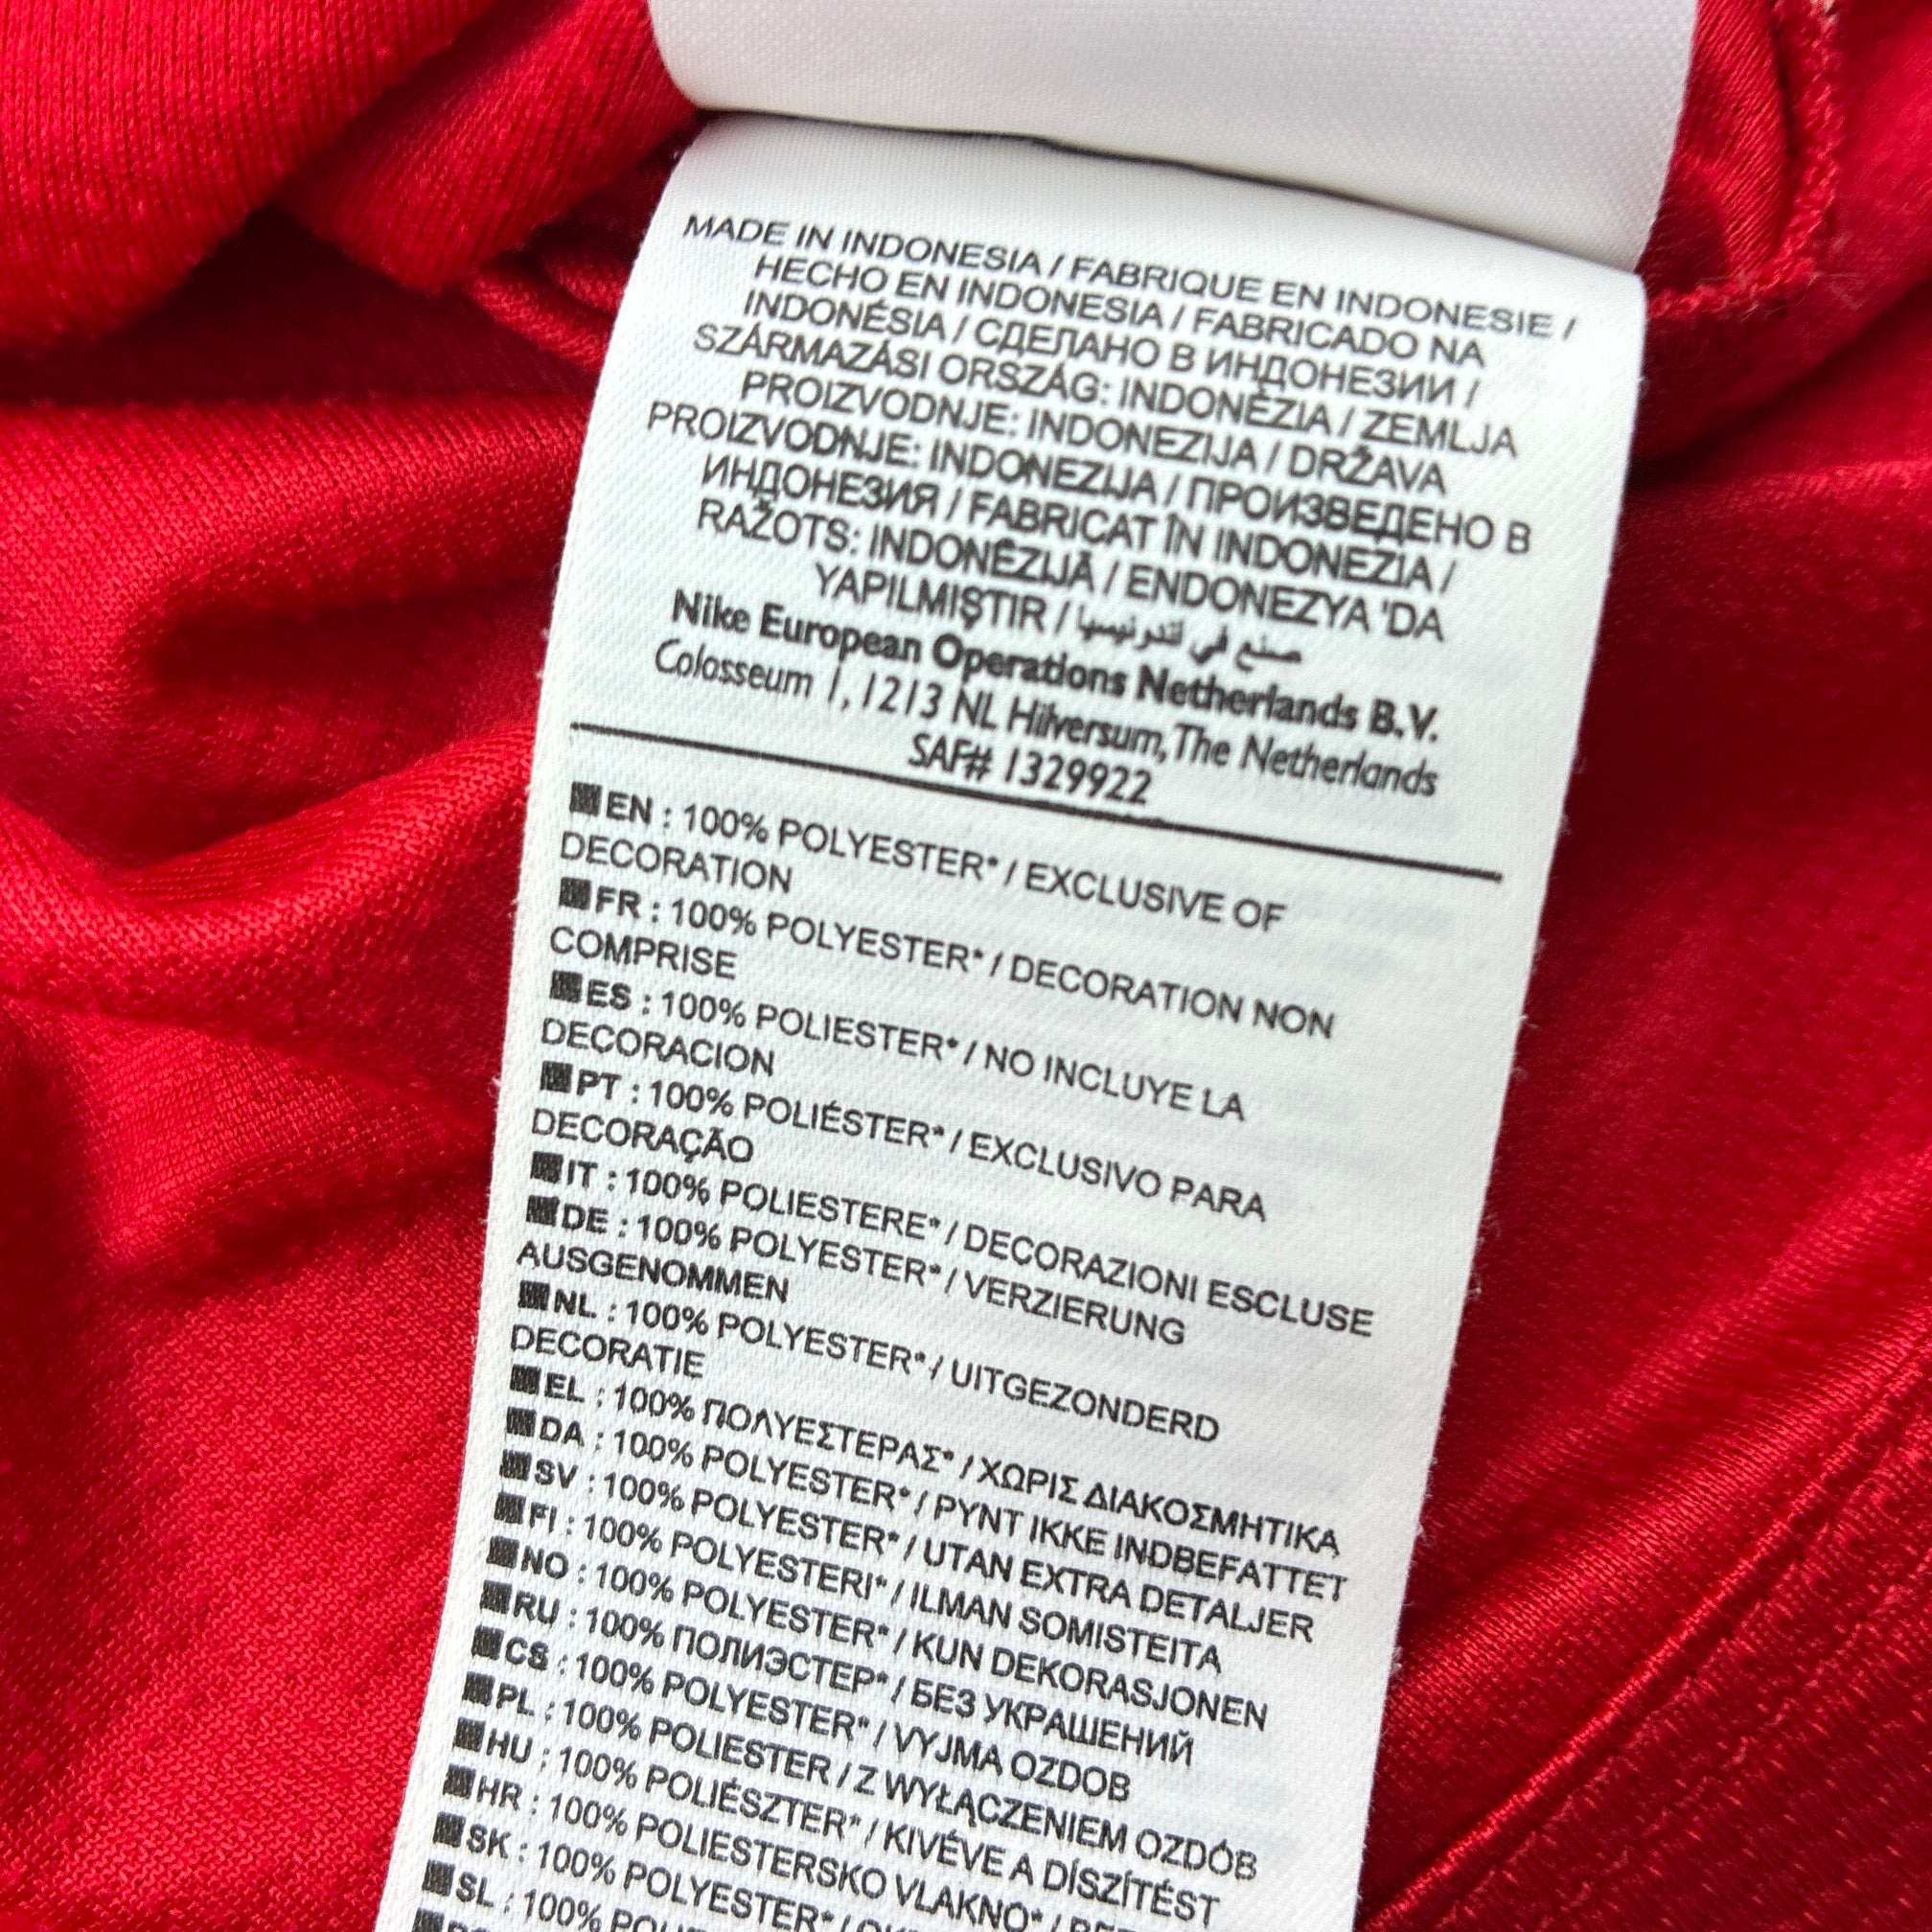 MADE IN INDONESIA / FABRIQUE EN INDONESIE /
HECHO EN INDONESIA / FABRICADO NA
INDONÉSIA / СДЕЛАНО В ИНДОНЕЗИИ /
SZÁRMAZÁSI ORSZÁG: INDONÉZIA / ZEMLJA
PROIZVODNJE: INDONEZIJA / DRŽAVA
PROIZVODNJE: INDONEZIJA / ПРОИЗВЕДЕНО В
ИНДОНЕЗИЯ / FABRICAT ÎN INDONEZIA /
RAŽOTS: INDONĒZIJĀ / ENDONEZYA 'DA
YAPILMIŞTIR / صنع في اندونيسيا
Nike European Operations Netherlands B.V.
Colosseum 1, 1213 NL Hilversum, The Netherlands
SAF# 1329922
EN : 100% POLYESTER* / EXCLUSIVE OF
DECORATION
FR : 100% POLYESTER* / DECORATION NON
COMPRISE
ES : 100% POLIESTER* / NO INCLUYE LA
DECORACION
PT : 100% POLIÉSTER* / EXCLUSIVO PARA
DECORAÇÃO
IT : 100% POLIESTERE* / DECORAZIONI ESCLUSE
DE : 100% POLYESTER* / VERZIERUNG
AUSGENOMMEN
NL : 100% POLYESTER* / UITGEZONDERD
DECORATIE
EL : 100% ΠΟΛΥΕΣΤΕΡΑΣ* / ΧΩΡΙΣ ΔΙΑΚΟΣΜΗΤΙΚΑ
DA : 100% POLYESTER* / PYNT IKKE INDBEFATTET
SV : 100% POLYESTER* / UTAN EXTRA DETALJER
FI : 100% POLYESTERI* / ILMAN SOMISTEITA
NO : 100% POLYESTER* / KUN DEKORASJONEN
RU : 100% ПОЛИЭСТЕР* / БЕЗ УКРАШЕНИЙ
CS : 100% POLYESTER* / VYJMA OZDOB
PL : 100% POLIESTER / Z WYŁĄCZENIEM OZDÓB
HU : 100% POLIÉSZTER* / KIVÉVE A DÍSZÍTÉST
HR : 100% POLIESTERSKO VLAKNO* /
SK : 100% POLYESTER* /
SL : 100%